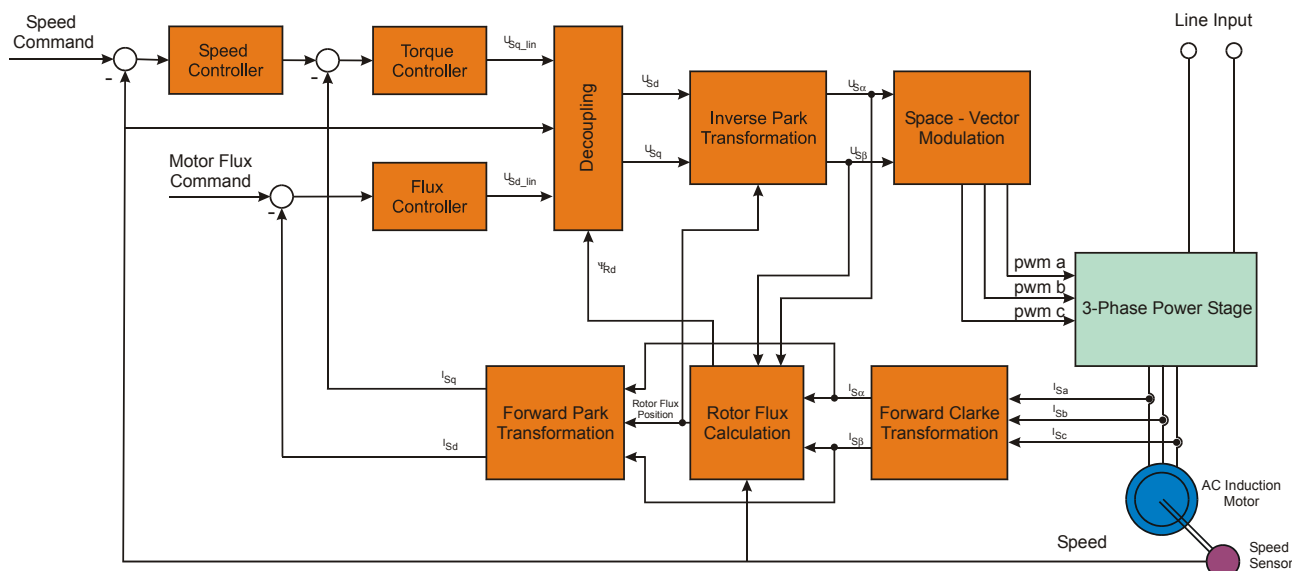 Speed
Command
-
Speed
Controller
-
Torque
Controller
USq_lin
Motor Flux
Command
-
Flux
Controller
USd_lin
Decoupling
USd
USq
Inverse Park
Transformation
USα
USβ
Space - Vector
Modulation
Line Input
pwm a
pwm b
pwm c
3-Phase Power Stage
ΨRd
ISq
ISd
Forward Park
Transformation
Rotor Flux
Position
Rotor Flux
Calculation
ISα
ISβ
Forward Clarke
Transformation
ISa
ISb
ISc
AC Induction
Motor
Speed
Speed
Sensor